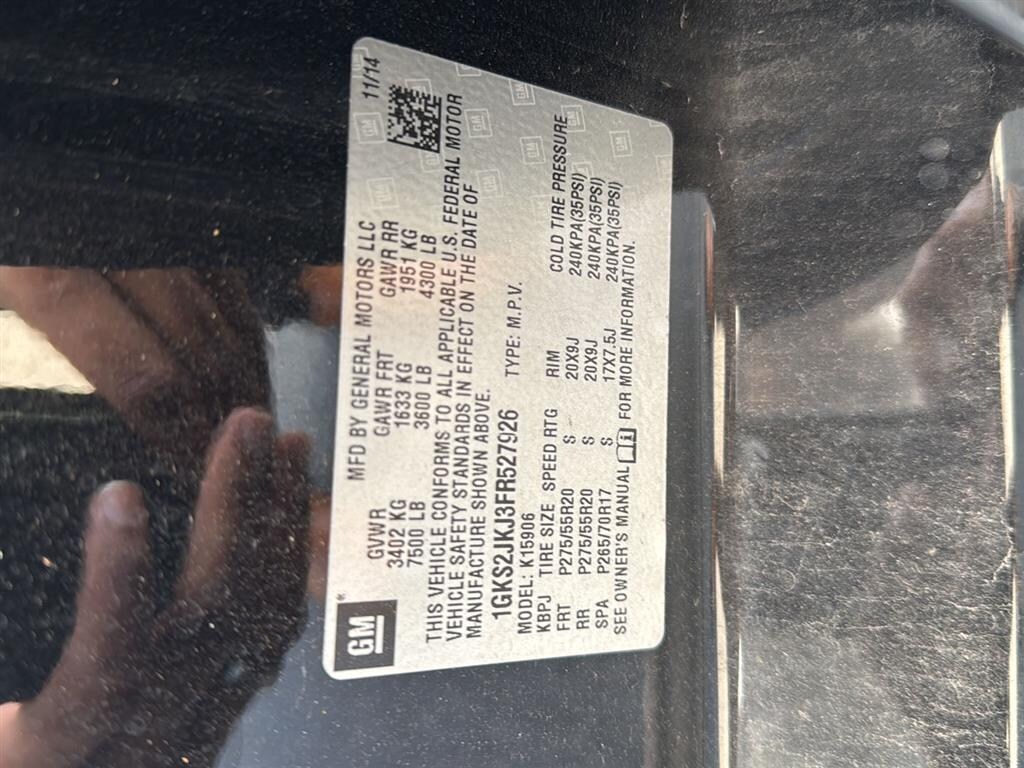 GM®
MFD BY GENERAL MOTORS LLC 11/14
GVWR GAWR FRT GAWR RR
3402 KG 1633 KG 1951 KG
7500 LB 3600 LB 4300 LB
THIS VEHICLE CONFORMS TO ALL APPLICABLE U.S. FEDERAL MOTOR
VEHICLE SAFETY STANDARDS IN EFFECT ON THE DATE OF
MANUFACTURE SHOWN ABOVE.
1GKS2JKJ3FR527926 TYPE: M.P.V.
MODEL: K15906
KBPJ TIRE SIZE SPEED RTG RIM COLD TIRE PRESSURE
FRT P275/55R20 S 20X9J 240KPA(35PSI)
RR P275/55R20 S 20X9J 240KPA(35PSI)
SPA P265/70R17 S 17X7.5J 240KPA(35PSI)
SEE OWNER'S MANUAL FOR MORE INFORMATION.